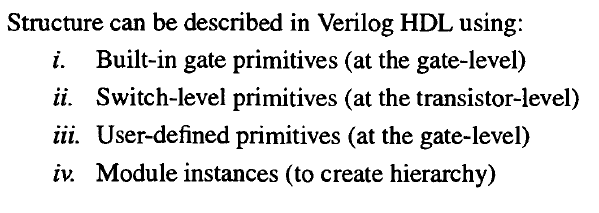 Structure can be described in Verilog HDL using:
i. Built-in gate primitives (at the gate-level)
ii. Switch-level primitives (at the transistor-level)
iii. User-defined primitives (at the gate-level)
iv. Module instances (to create hierarchy)